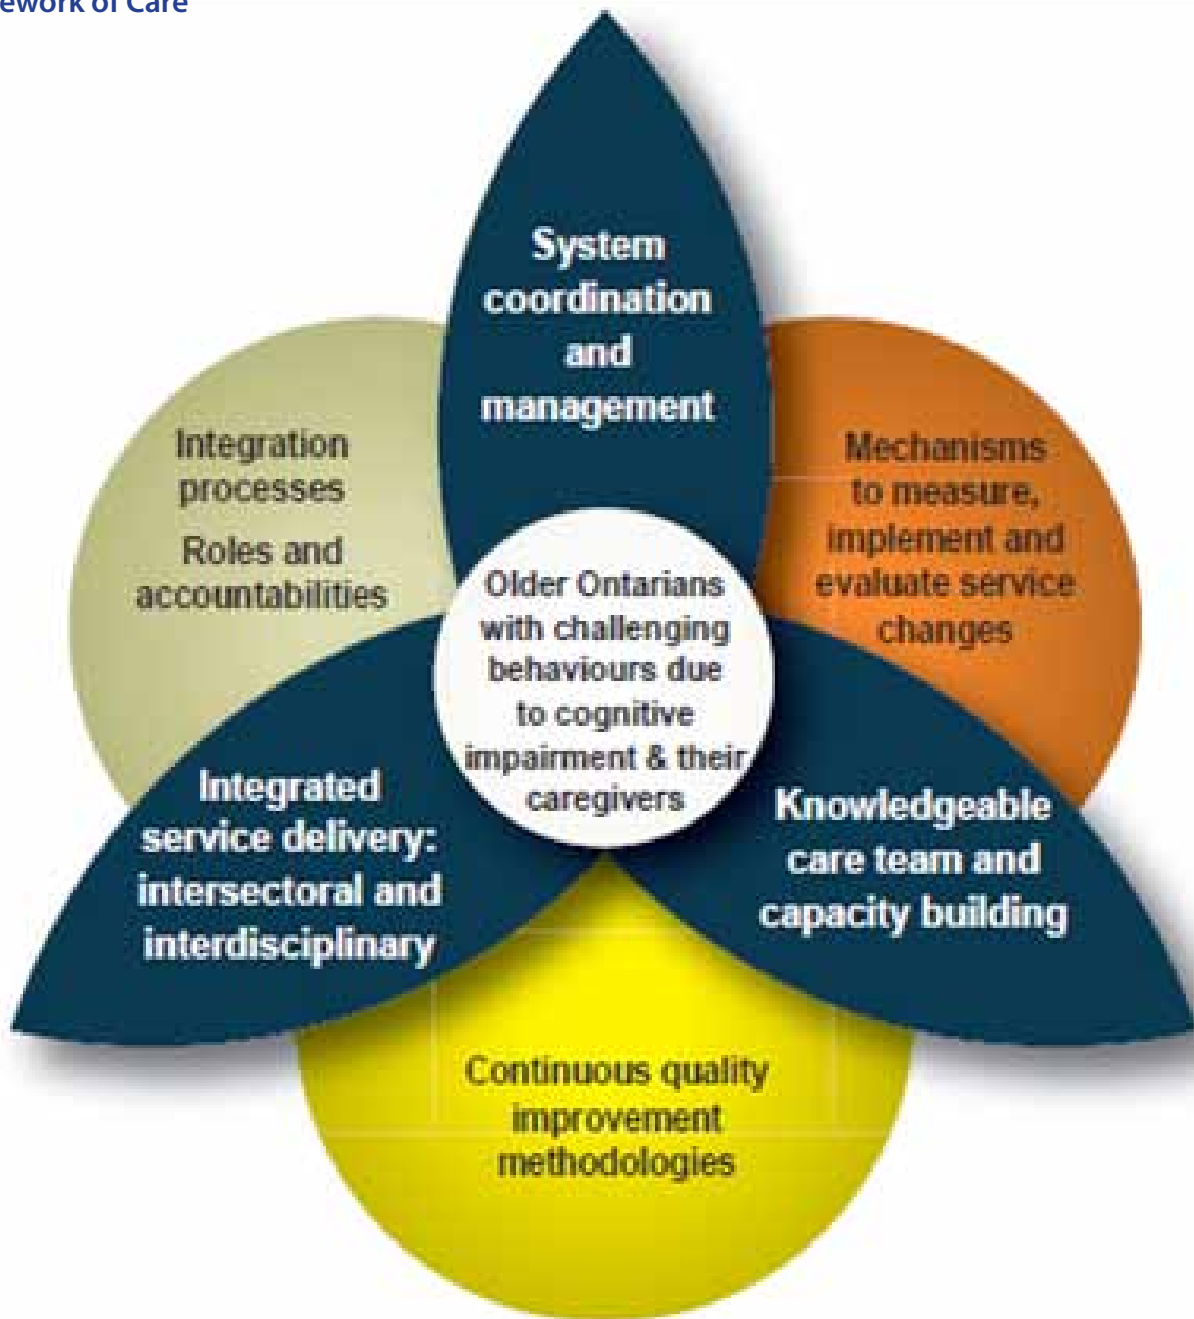 ework of Care
System
coordination
and
management
Integration
processes
Roles and
accountabilities
Mechanisms
to measure,
implement and
evaluate service
changes
Older Ontarians
with challenging
behaviours due
to cognitive
impairment & their
caregivers
Integrated
service delivery:
intersectoral and
interdisciplinary
Knowledgeable
care team and
capacity building
Continuous quality
improvement
methodologies